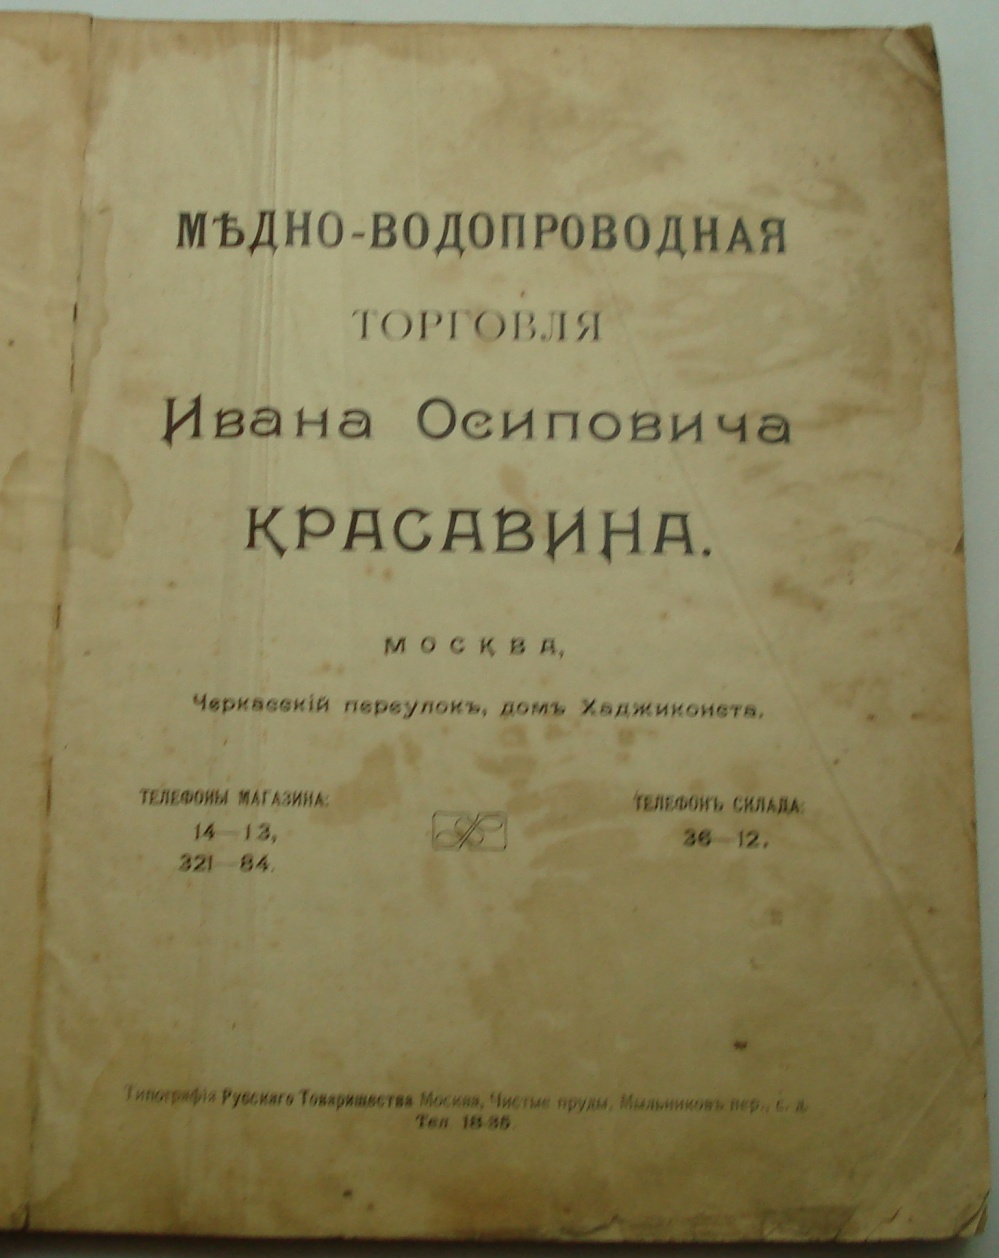 МѢДНО-ВОДОПРОВОДНАЯ
ТОРГОВЛЯ
Ивана Осиповича
КРАСАВИНА.
МОСКВА,
Черкасскій переулокъ, домъ Хаджиконста.
ТЕЛЕФОНЫ МАГАЗИНА:
14—13,
321—84.
ТЕЛЕФОНЪ СКЛАДА:
36—12.
Типографія Русскаго Товарищества Москва, Чистые пруды, Мыльниковъ пер., с. д.
Тел 18-35.